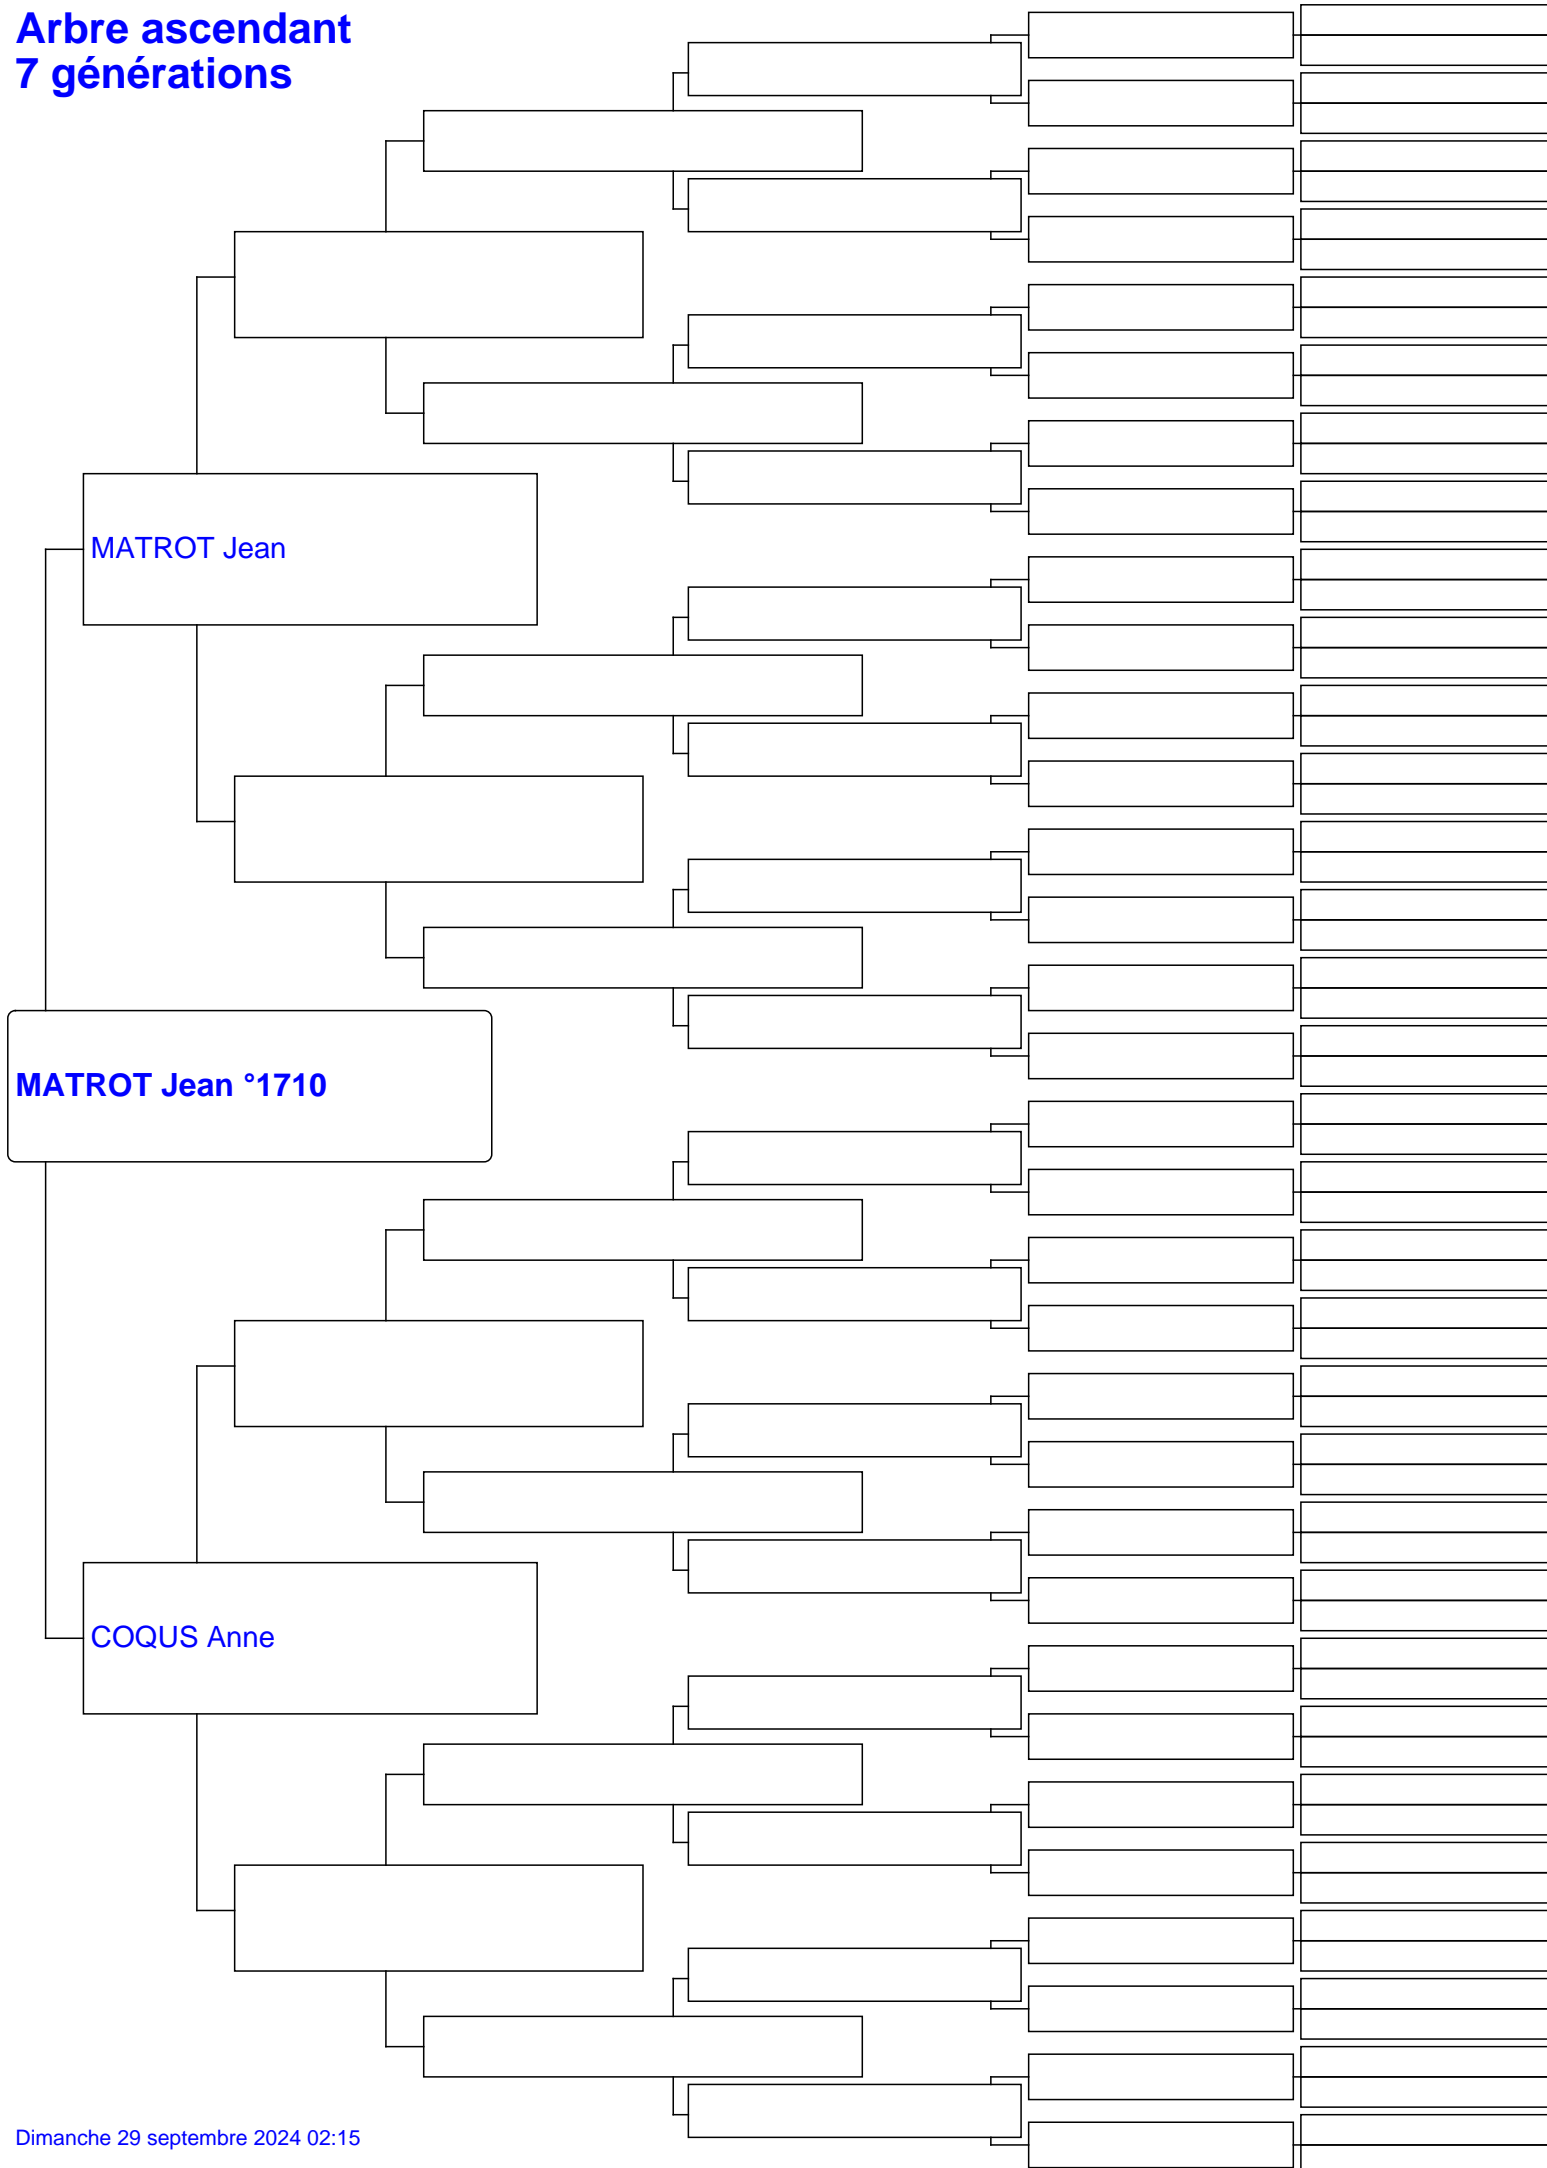 Arbre ascendant
7 générations
MATROT Jean
MATROT Jean °1710
COQUS Anne
Dimanche 29 septembre 2024 02:15